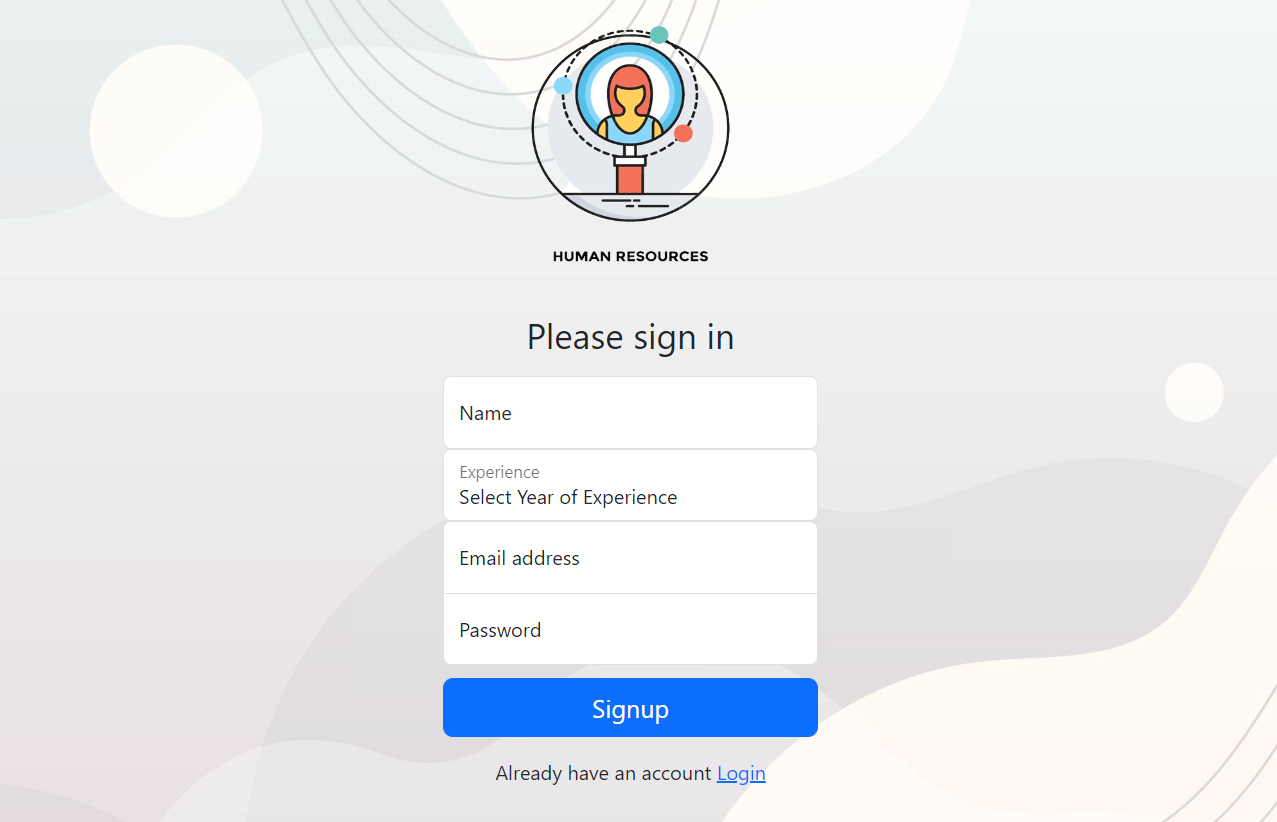 HUMAN RESOURCES
Please sign in
Name
Experience
Select Year of Experience
Email address
Password
Signup
Already have an account Login